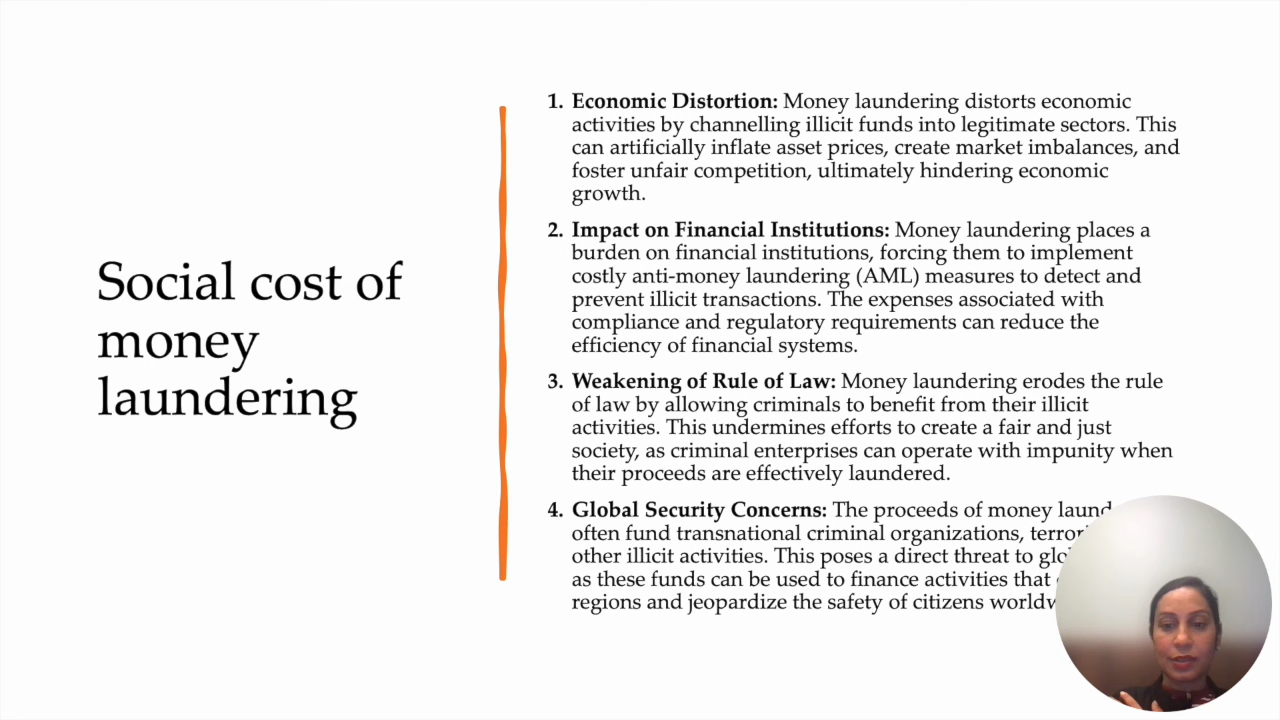 Social cost of
money
laundering
1. Economic Distortion: Money laundering distorts economic
activities by channelling illicit funds into legitimate sectors. This
can artificially inflate asset prices, create market imbalances, and
foster unfair competition, ultimately hindering economic
growth.
2. Impact on Financial Institutions: Money laundering places a
burden on financial institutions, forcing them to implement
costly anti-money laundering (AML) measures to detect and
prevent illicit transactions. The expenses associated with
compliance and regulatory requirements can reduce the
efficiency of financial systems.
3. Weakening of Rule of Law: Money laundering erodes the rule
of law by allowing criminals to benefit from their illicit
activities. This undermines efforts to create a fair and just
society, as criminal enterprises can operate with impunity when
their proceeds are effectively laundered.
4. Global Security Concerns: The proceeds of money
often fund transnational criminal organizations,
other illicit activities. This poses a direct threat to
as these funds can be used to finance activities that
regions and jeopardize the safety of citizens